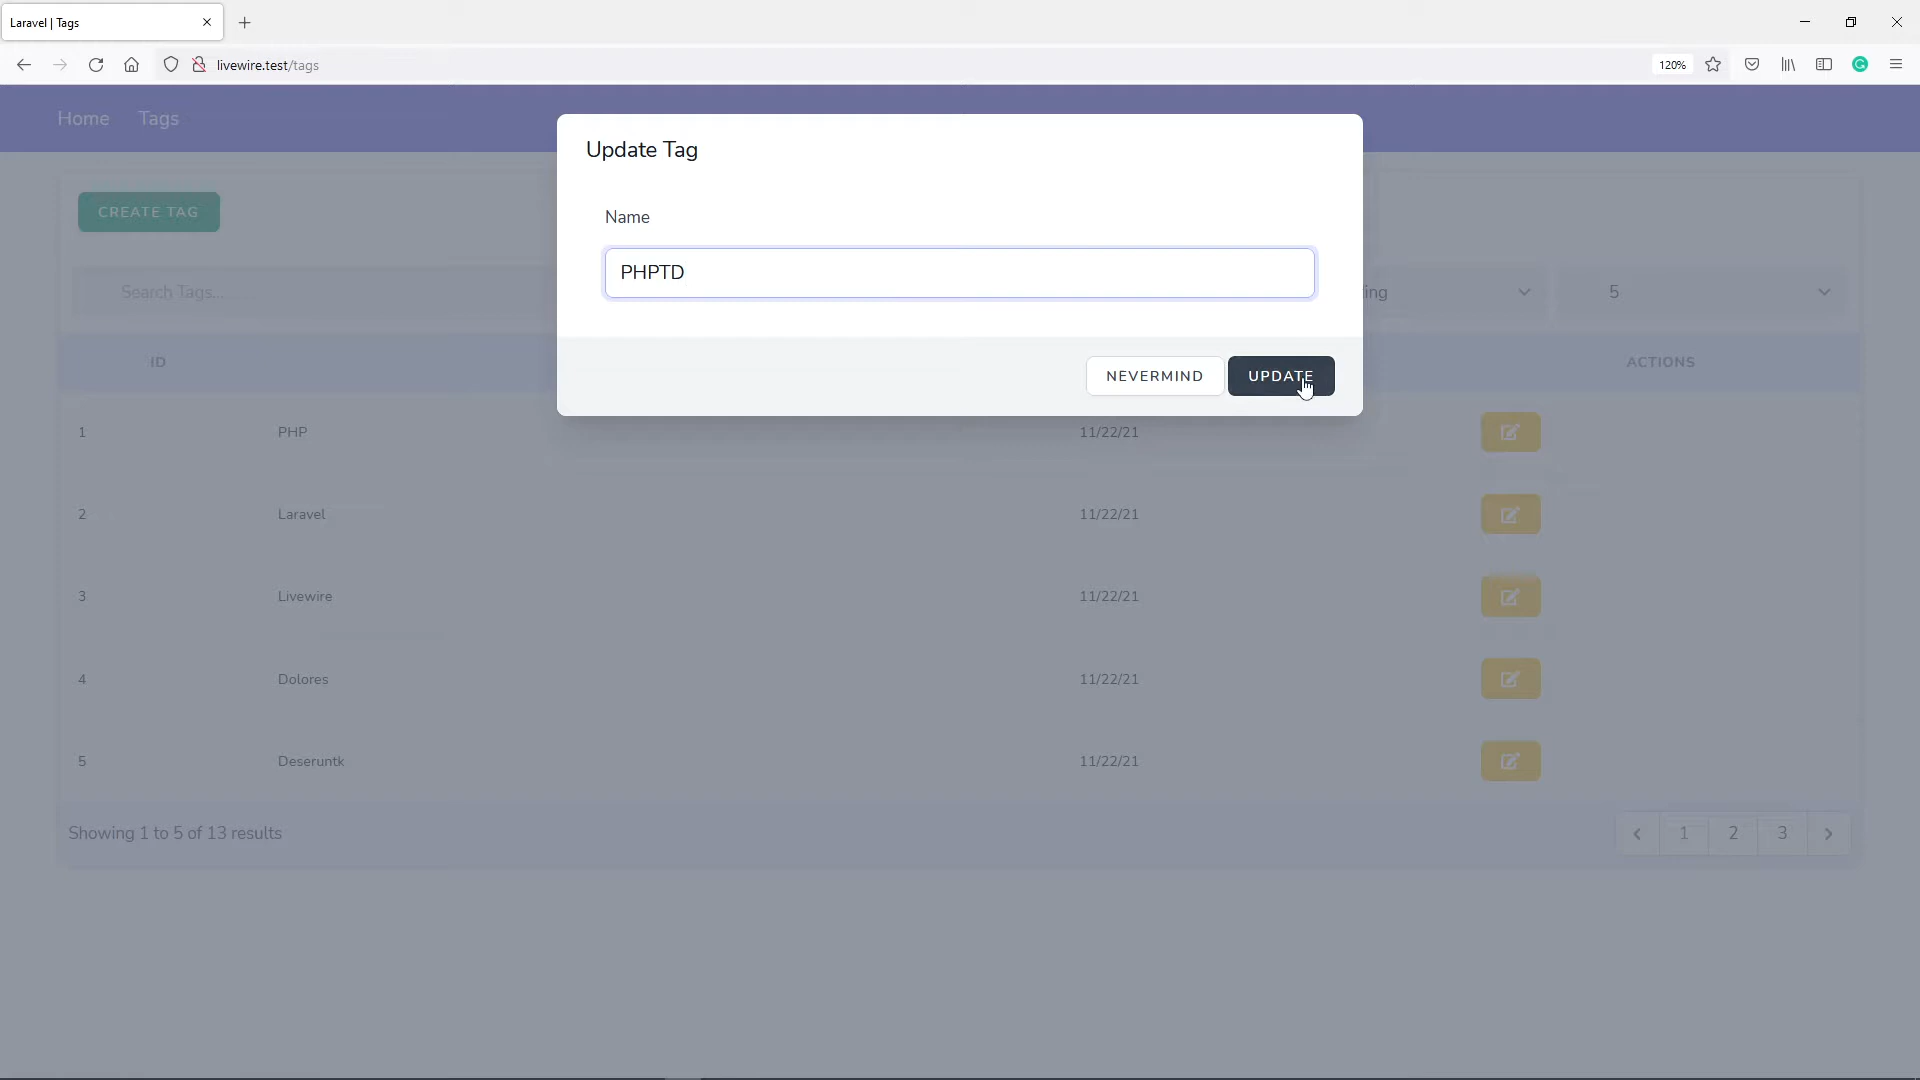 Laravel | Tags
livewire.test/tags
120%
Home Tags
Update Tag
CREATE TAG
Name
PHPTD
Search Tags...
ing
5
ID
ACTIONS
NEVERMIND UPDATE
1 PHP 11/22/21
2 Laravel 11/22/21
3 Livewire 11/22/21
4 Dolores 11/22/21
5 Deseruntk 11/22/21
Showing 1 to 5 of 13 results
1 2 3